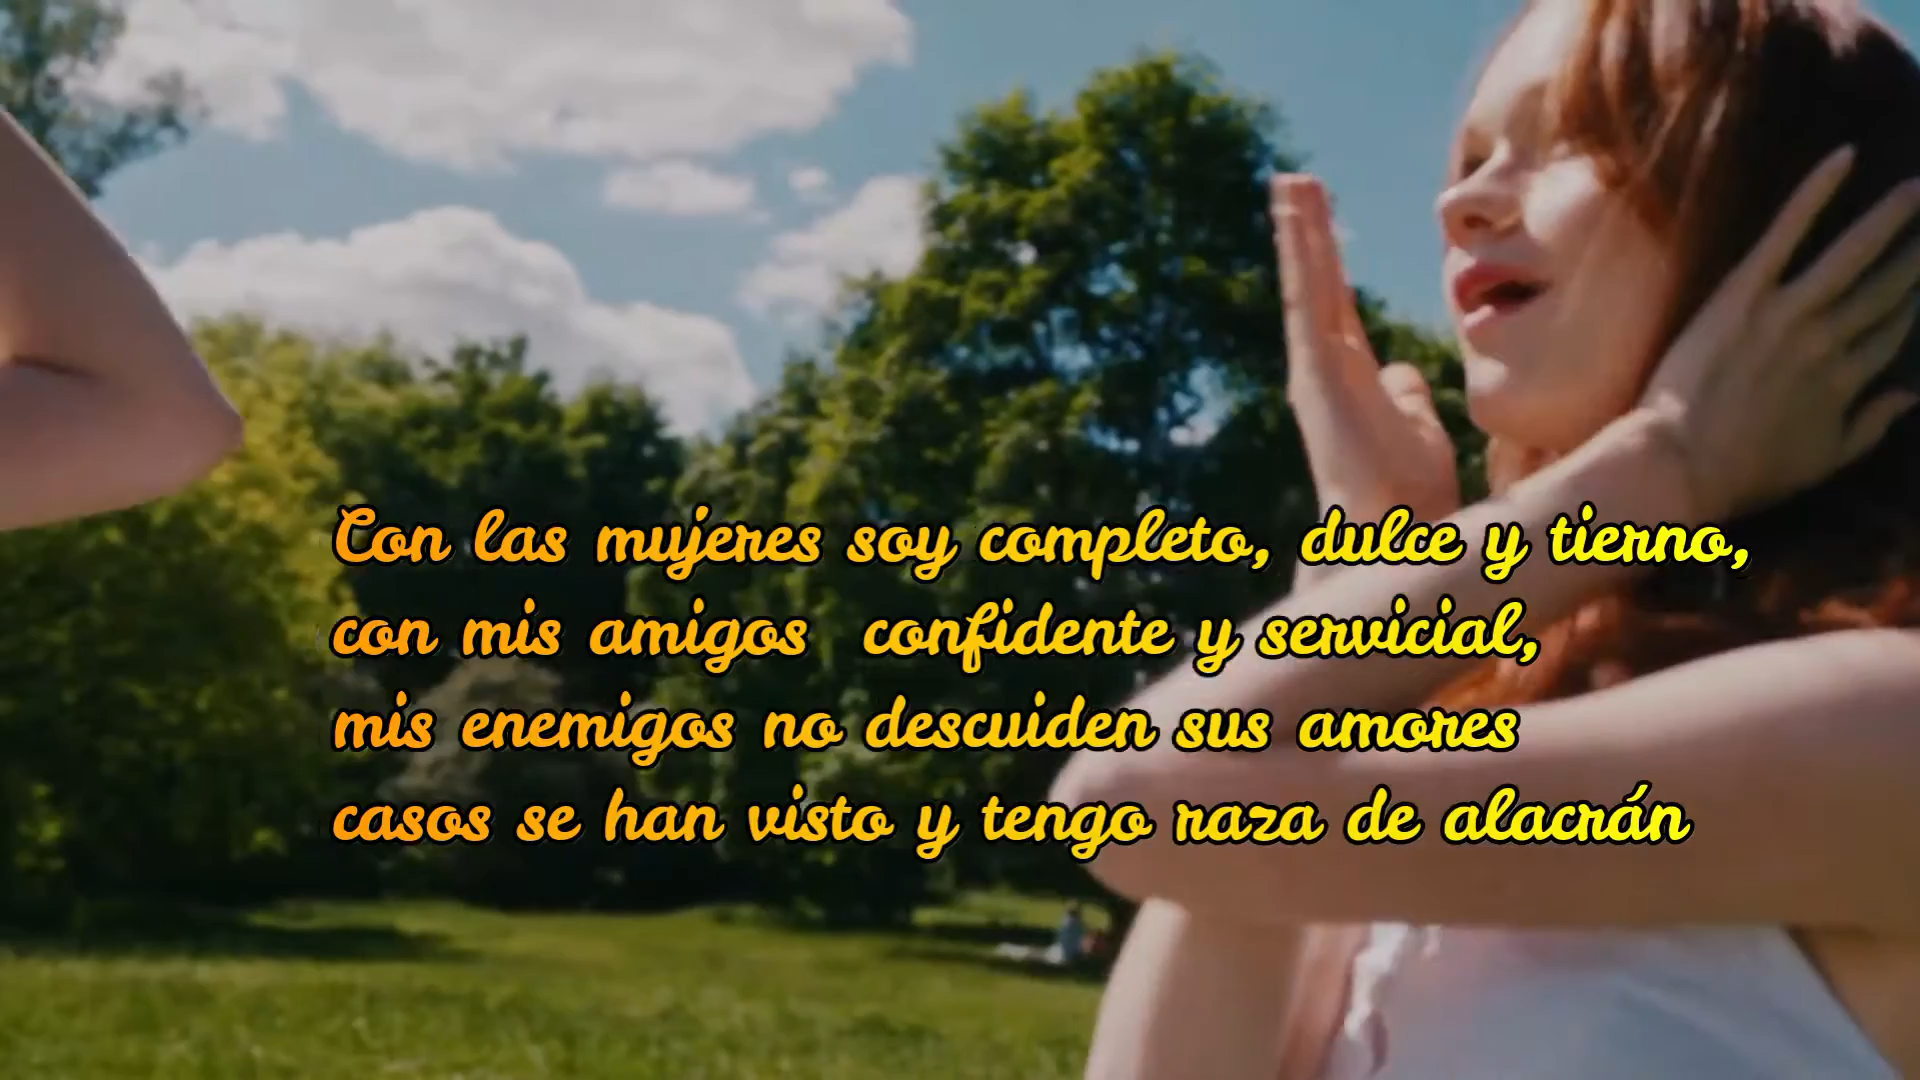 Con las mujeres soy completo, dulce y tierno,
con mis amigos confidente y servicial,
mis enemigos no descuiden sus amores
casos se han visto y tengo raza de alacrán